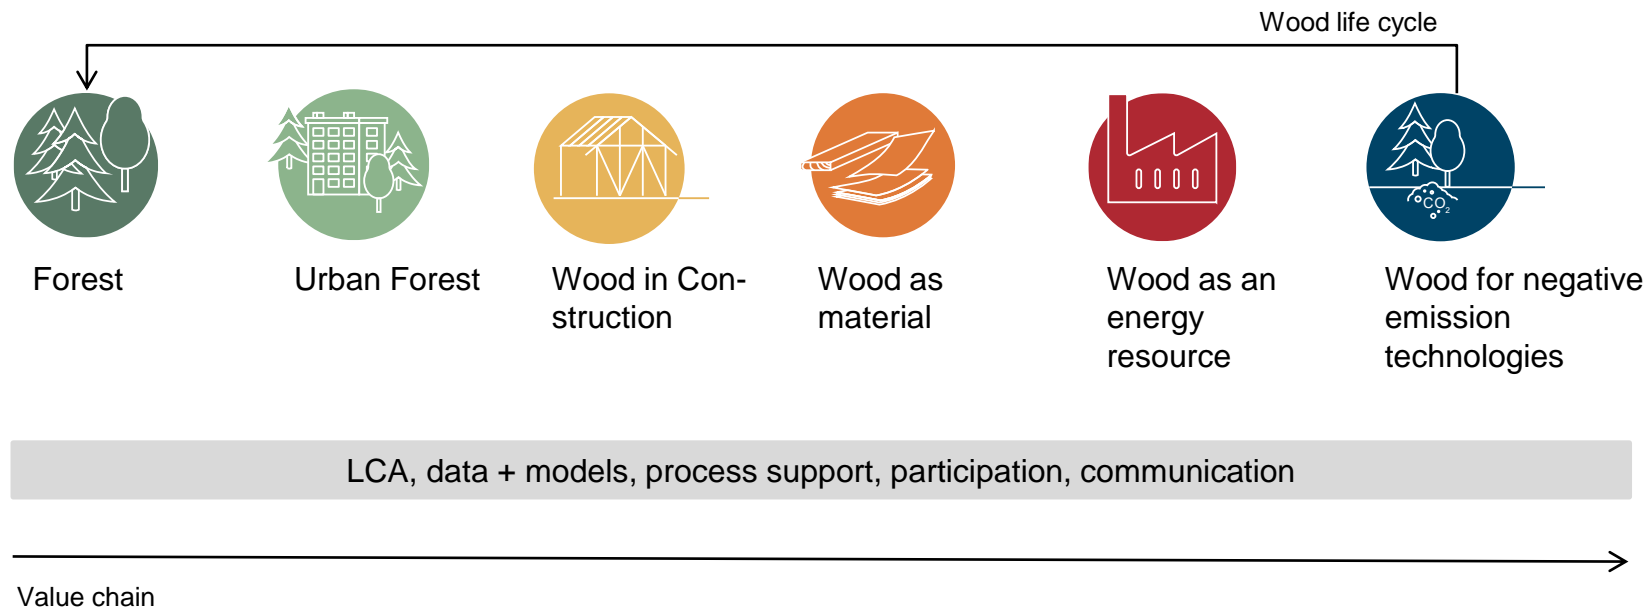 Wood life cycle
CO2
Forest
Urban Forest
Wood in Con-
struction
Wood as
material
Wood as an
energy
resource
Wood for negative
emission
technologies
LCA, data + models, process support, participation, communication
Value chain